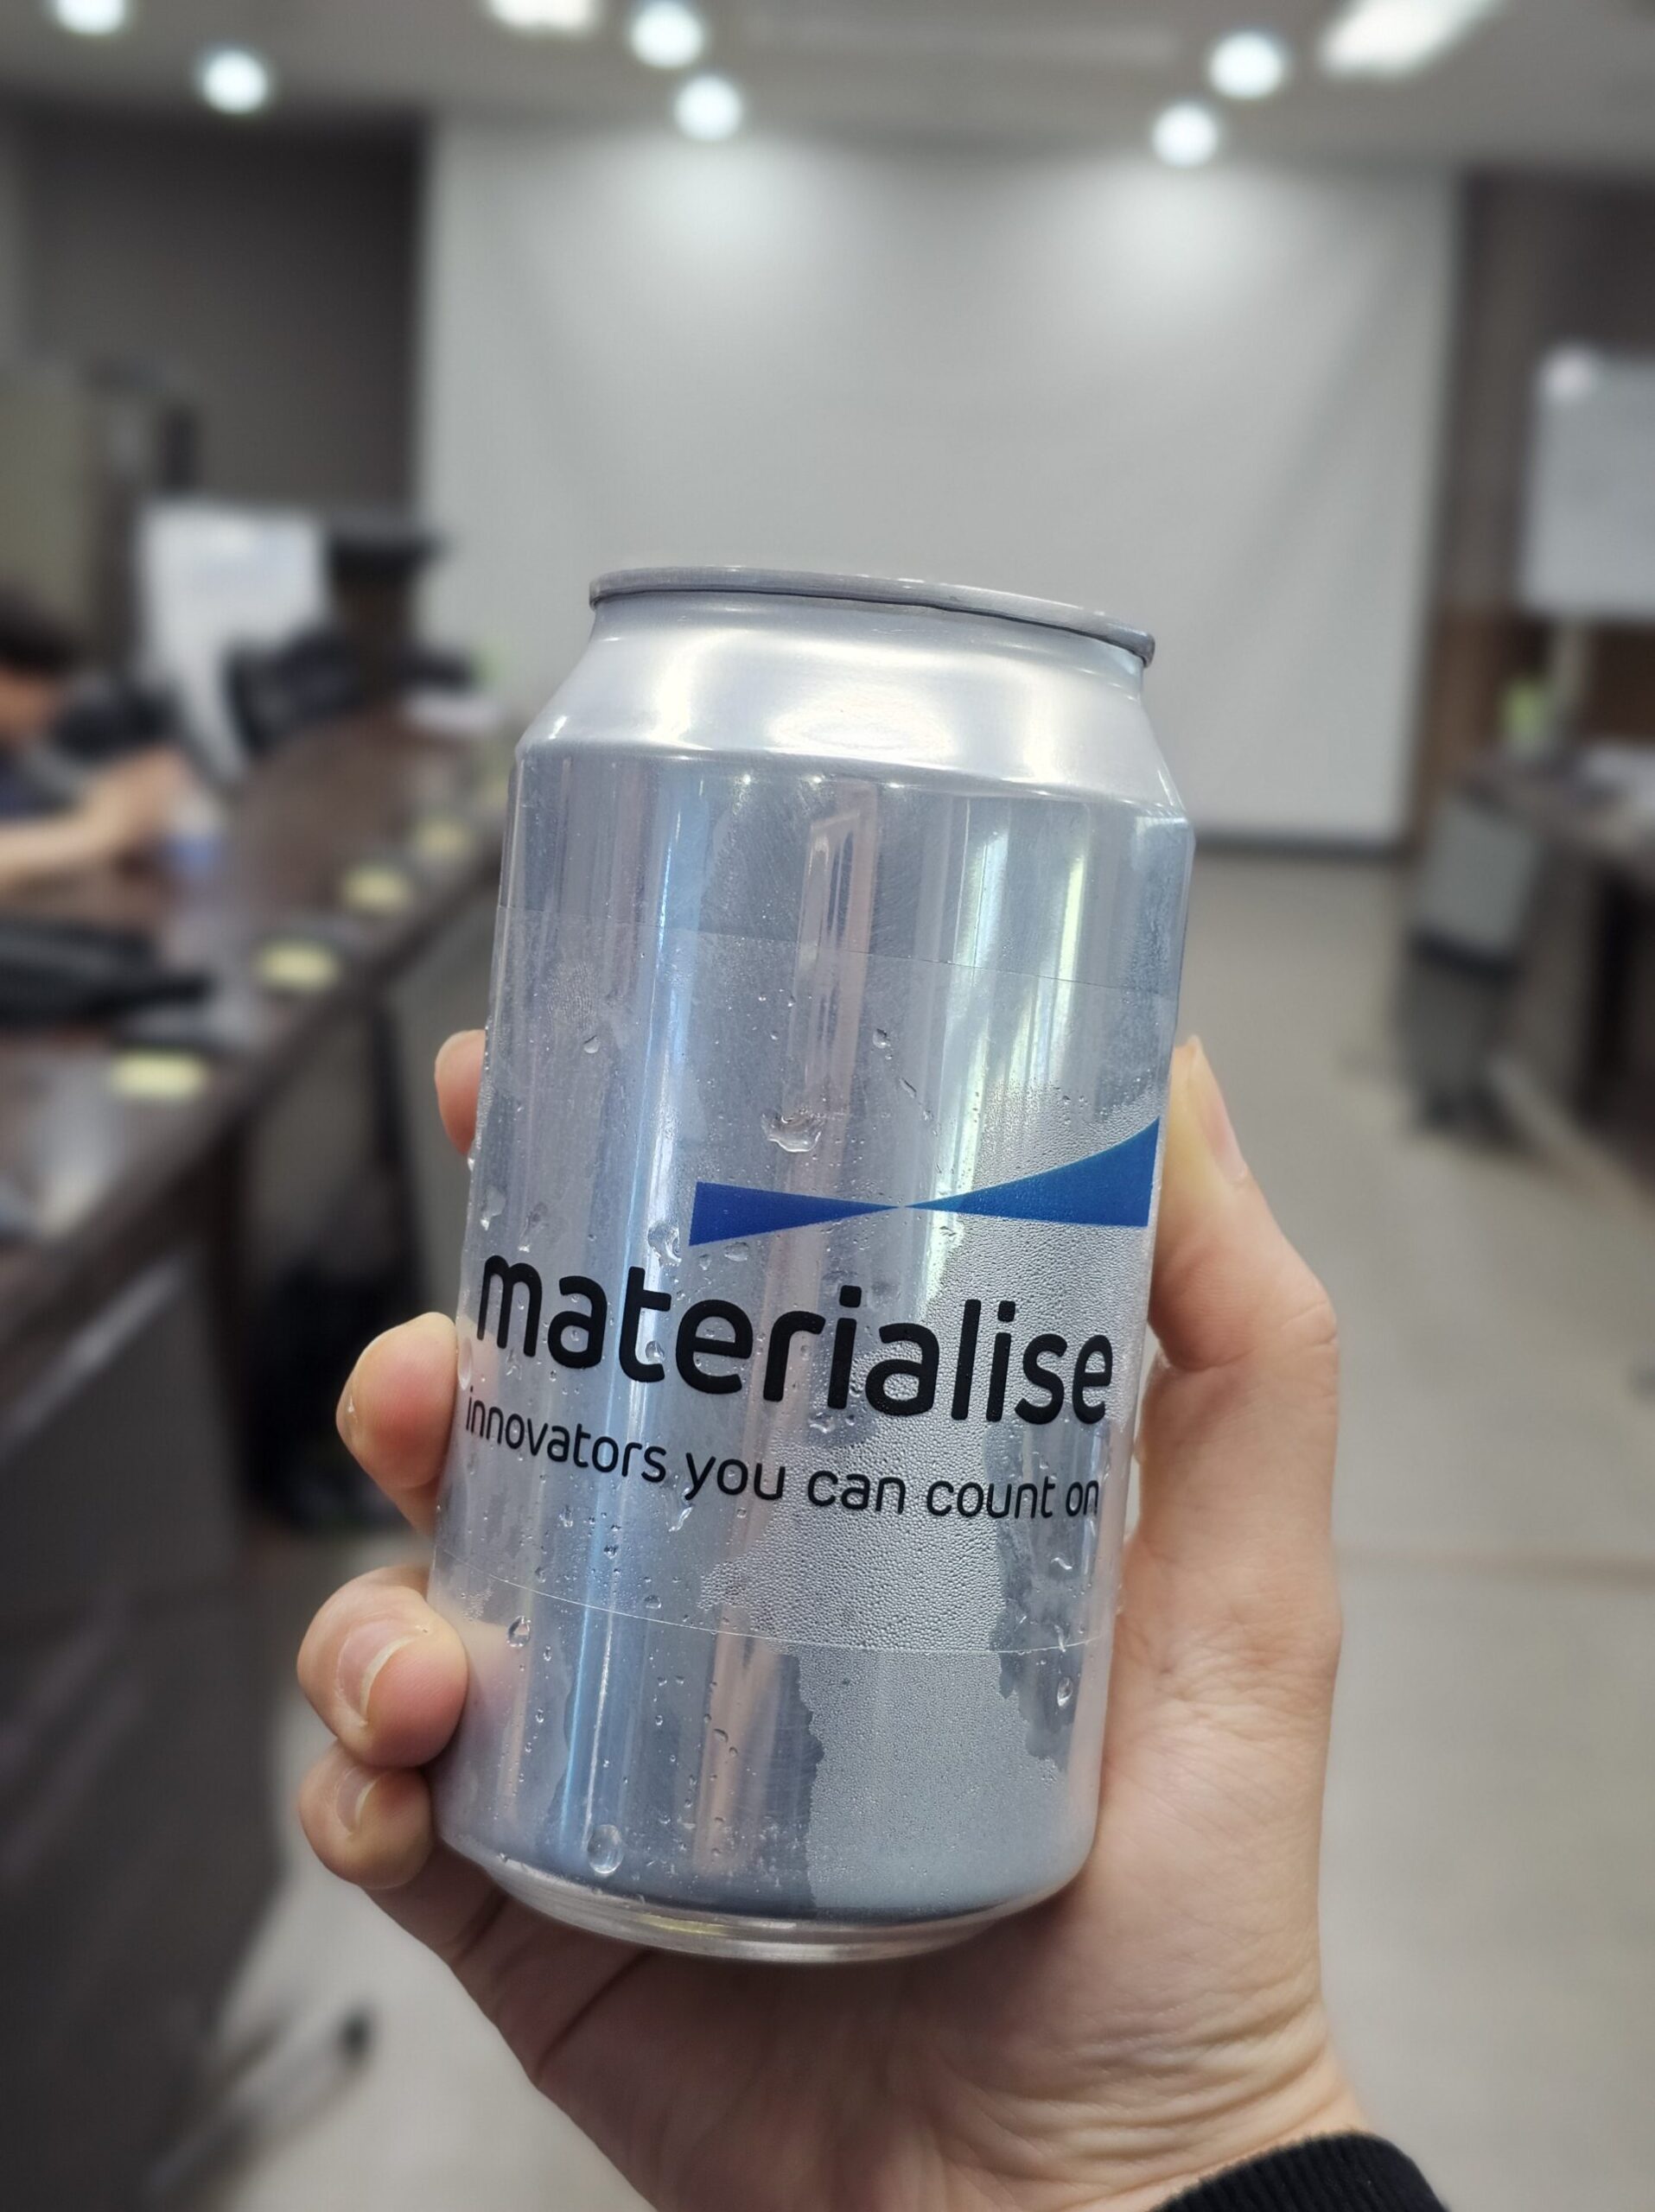 materialise
innovators you can count on